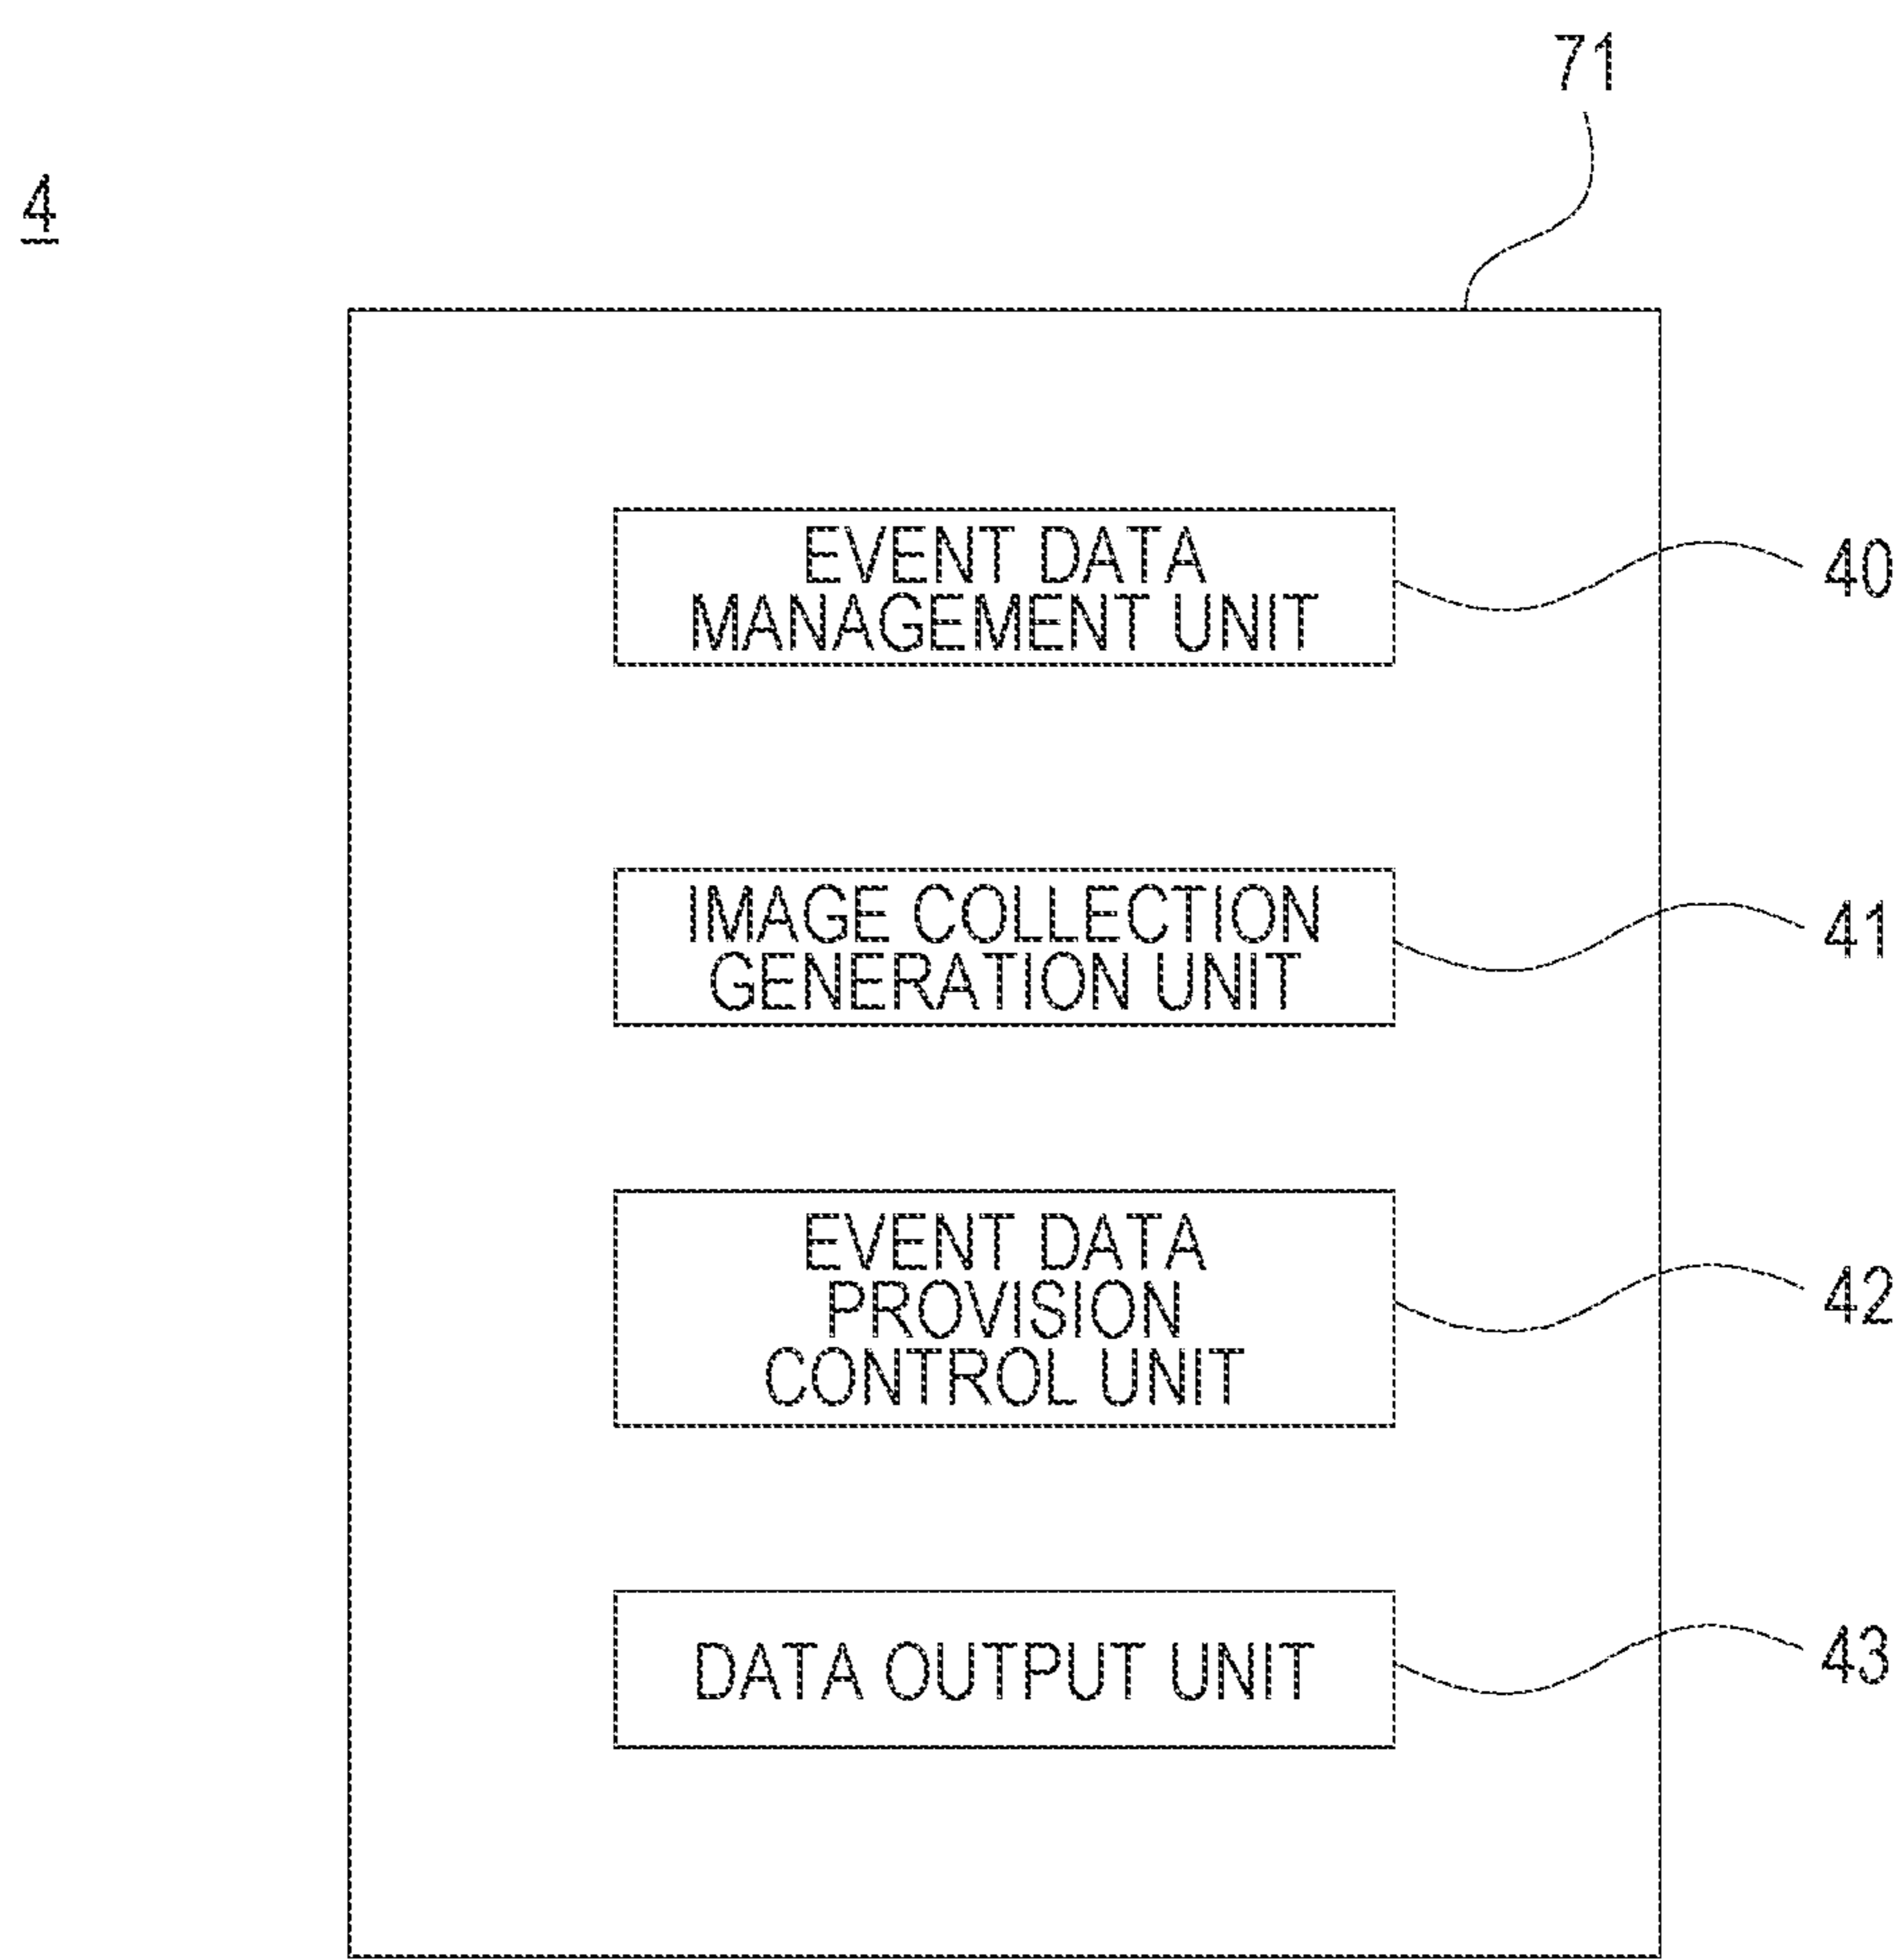 71
4
EVENT DATA
MANAGEMENT UNIT
40
IMAGE COLLECTION
GENERATION UNIT
41
EVENT DATA
PROVISION
CONTROL UNIT
42
DATA OUTPUT UNIT
43